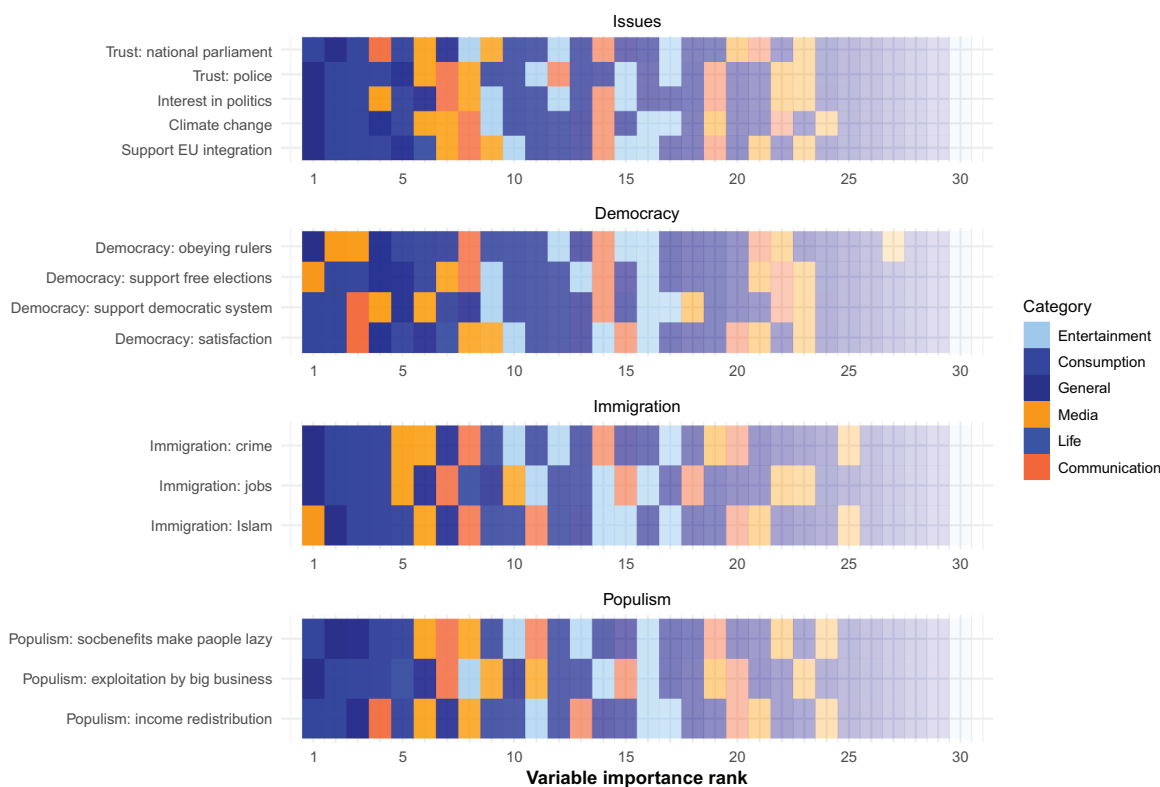 Issues
Trust: national parliament
Trust: police
Interest in politics
Climate change
Support EU integration
1 5 10 15 20 25 30
Democracy
Democracy: obeying rulers
Democracy: support free elections
Democracy: support democratic system
Democracy: satisfaction
1 5 10 15 20 25 30
Immigration
Immigration: crime
Immigration: jobs
Immigration: Islam
1 5 10 15 20 25 30
Populism
Populism: socbenefits make paople lazy
Populism: exploitation by big business
Populism: income redistribution
1 5 10 15 20 25 30
Variable importance rank
Category
Entertainment
Consumption
General
Media
Life
Communication